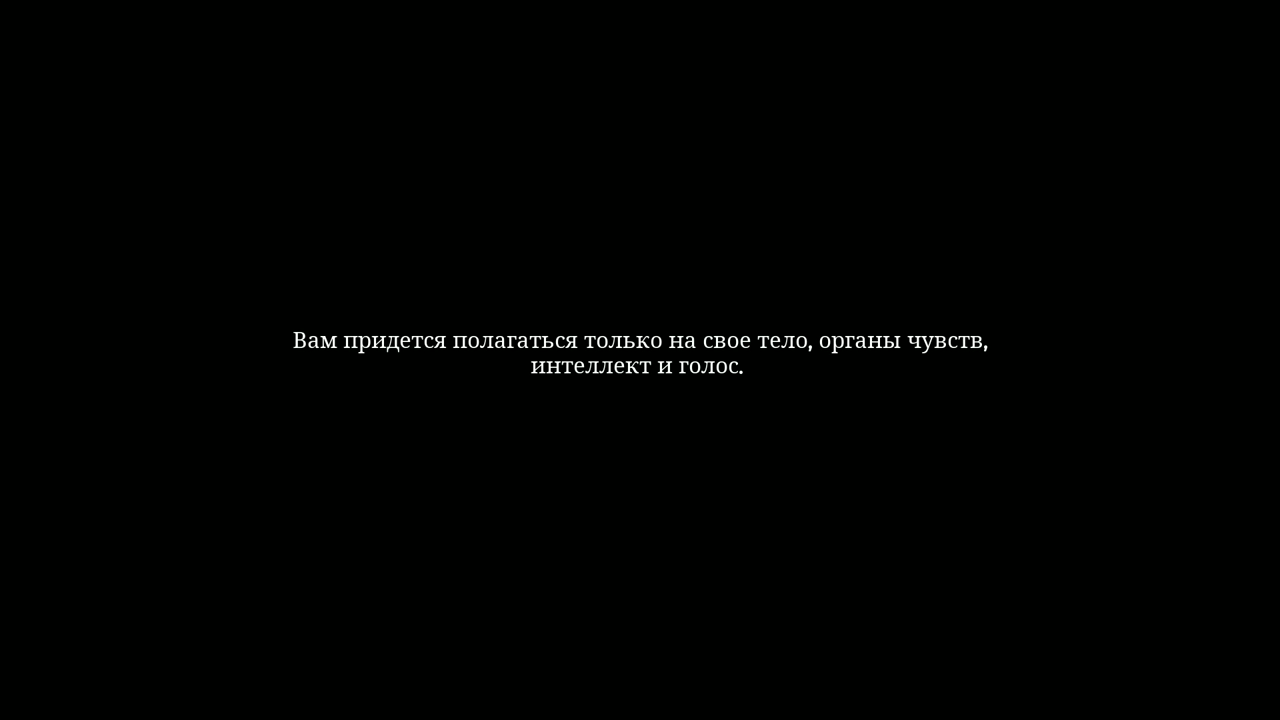 Вам придется полагаться только на свое тело, органы чувств,
интеллект и голос.